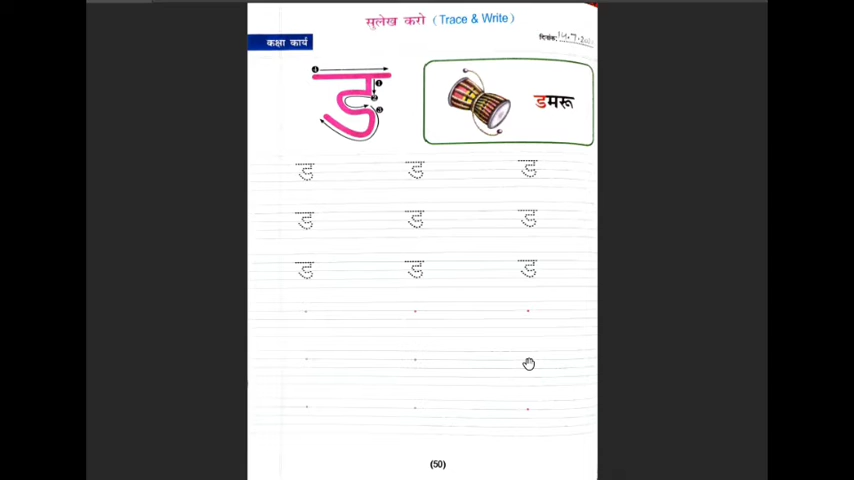 सुलेख करो (Trace & Write)
कक्षा कार्य
दिनांक:
ड
डमरू
ड ड ड
ड ड ड
ड ड ड
(50)